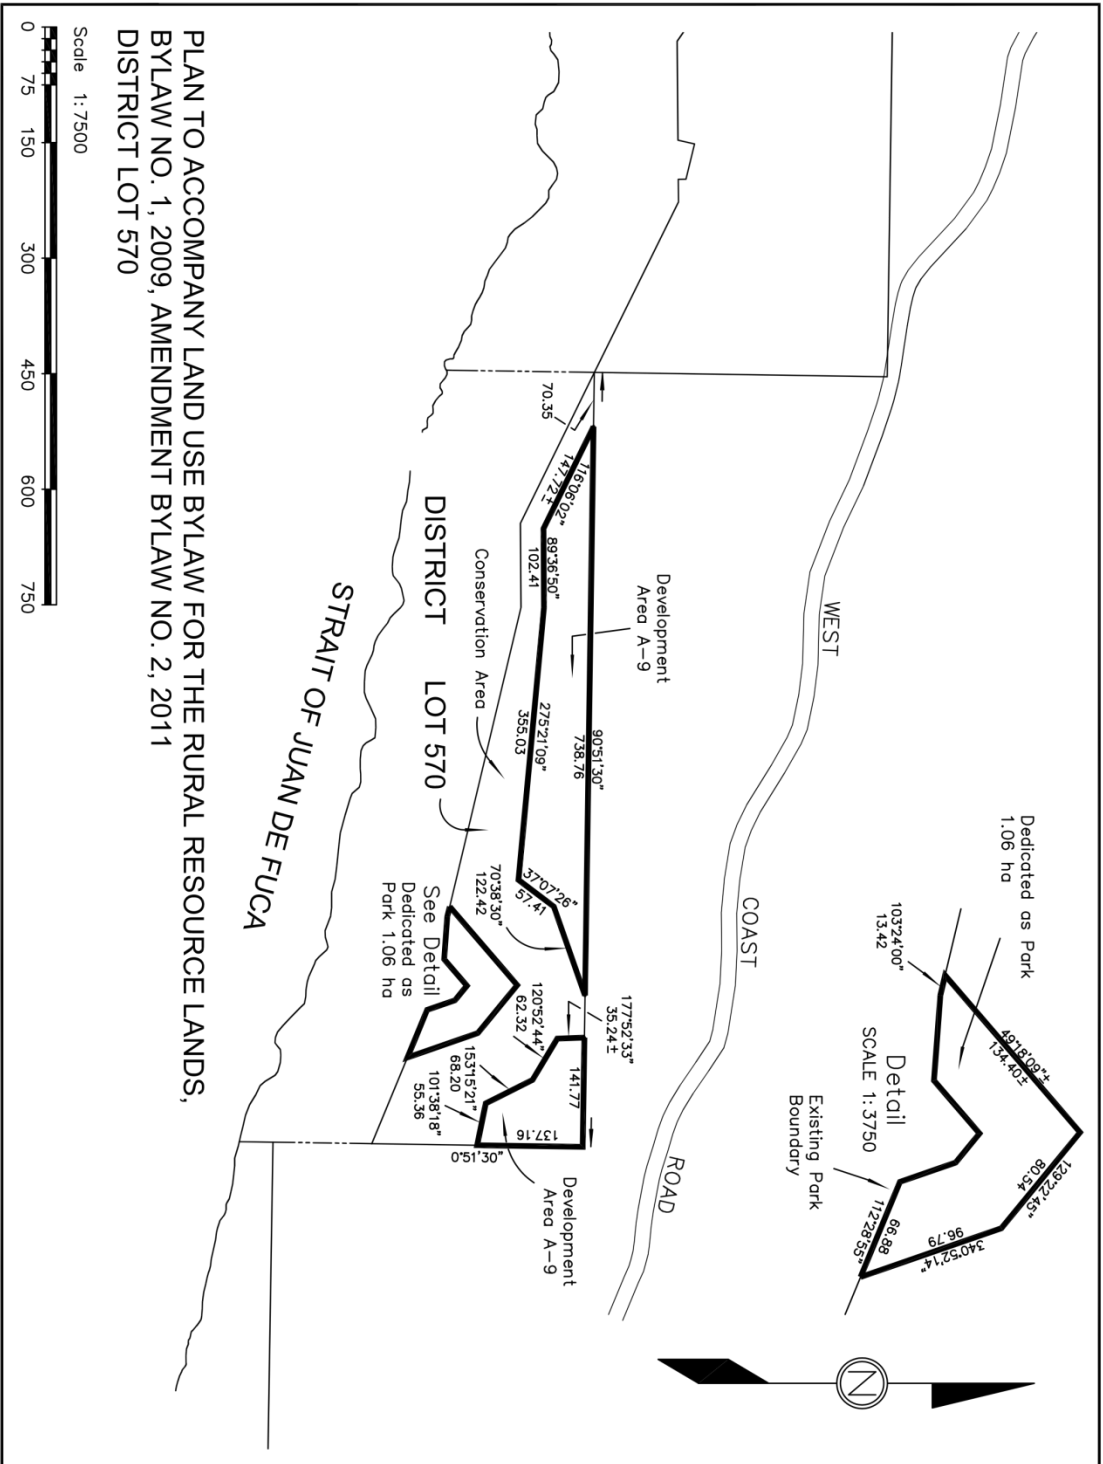 Dedicated as Park
1.06 ha
103°24'00"
13.42
49°18'09"±
134.40±
129°22'45"
80.54
340°52'14"
96.79
66.88
112°28'55"
Detail
SCALE 1:3750
Existing Park
Boundary
N
WEST
COAST
ROAD
Development
Area A-9
70.35
116°06'02"
147.72±
89°36'50"
102.41
90°51'30"
738.76
275°21'09"
355.03
37°07'26"
57.41
70°38'30"
122.42
177°52'33"
35.24±
141.77
120°52'44"
62.32
153°15'21"
68.20
101°38'18"
55.36
137.16
0°51'30"
Development
Area A-9
Conservation Area
DISTRICT LOT 570
See Detail
Dedicated as
Park 1.06 ha
STRAIT OF JUAN DE FUCA
PLAN TO ACCOMPANY LAND USE BYLAW FOR THE RURAL RESOURCE LANDS,
BYLAW NO. 1, 2009, AMENDMENT BYLAW NO. 2, 2011
DISTRICT LOT 570
Scale 1:7500
0 75 150 300 450 600 750